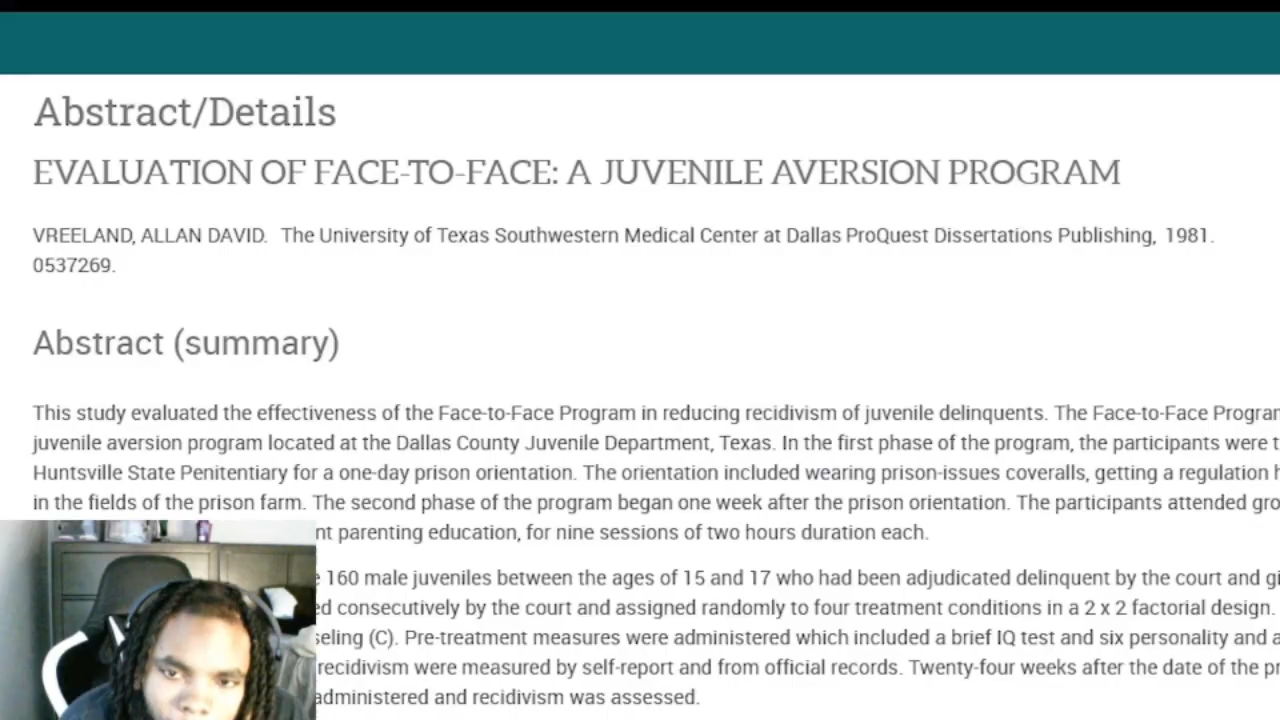 Abstract/Details
EVALUATION OF FACE-TO-FACE: A JUVENILE AVERSION PROGRAM
VREELAND, ALLAN DAVID. The University of Texas Southwestern Medical Center at Dallas ProQuest Dissertations Publishing, 1981.
0537269.
Abstract (summary)
This study evaluated the effectiveness of the Face-to-Face Program in reducing recidivism of juvenile delinquents. The Face-to-Face
juvenile aversion program located at the Dallas County Juvenile Department, Texas. In the first phase of the program, the participants were
Huntsville State Penitentiary for a one-day prison orientation. The orientation included wearing prison-issues coveralls, getting a regulation
in the fields of the prison farm. The second phase of the program began one week after the prison orientation. The participants attended
parenting education, for nine sessions of two hours duration each.
160 male juveniles between the ages of 15 and 17 who had been adjudicated delinquent by the court and
consecutively by the court and assigned randomly to four treatment conditions in a 2 x 2 factorial design.
(C). Pre-treatment measures were administered which included a brief IQ test and six personality and
recidivism were measured by self-report and from official records. Twenty-four weeks after the date of the
administered and recidivism was assessed.